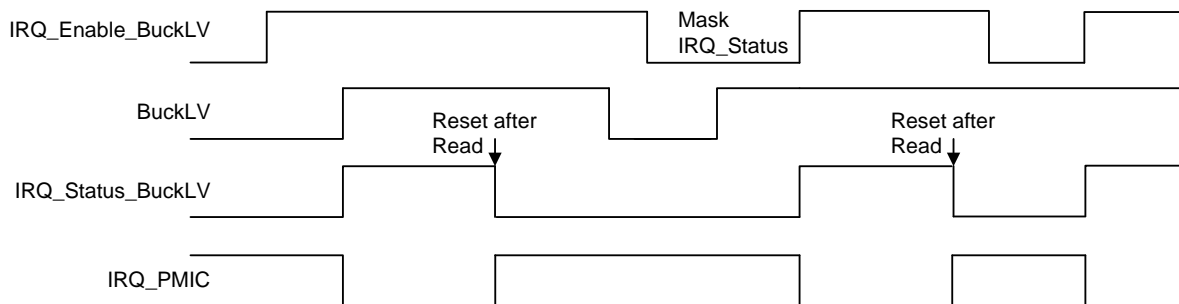 IRQ_Enable_BuckLV
Mask
IRQ_Status
BuckLV
Reset after
Read
Reset after
Read
IRQ_Status_BuckLV
IRQ_PMIC